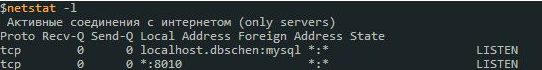 $netstat -l
Активные соединения с интернетом (only servers)
Proto Recv-Q Send-Q Local Address Foreign Address State
tcp 0 0 localhost.dbschen:mysql *:* LISTEN
tcp 0 0 *:8010 *:* LISTEN